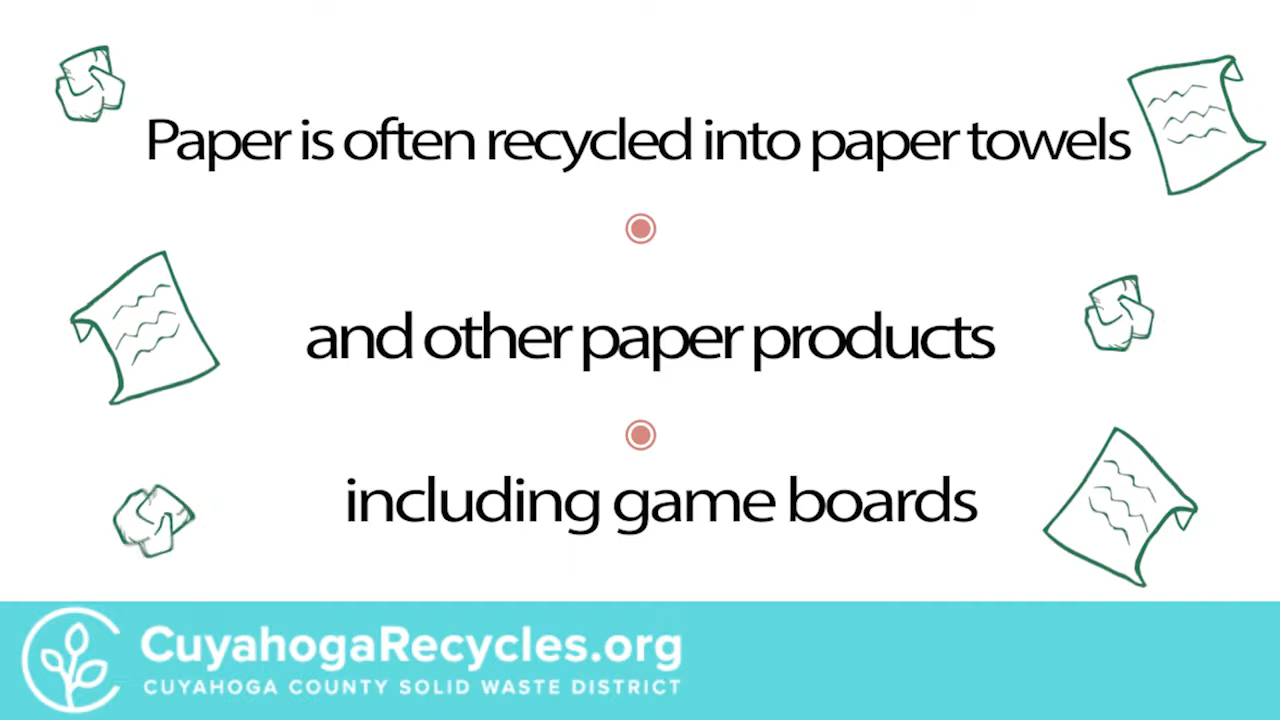 Paper is often recycled into paper towels
and other paper products
including game boards
CuyahogaRecycles.org
CUYAHOGA COUNTY SOLID WASTE DISTRICT